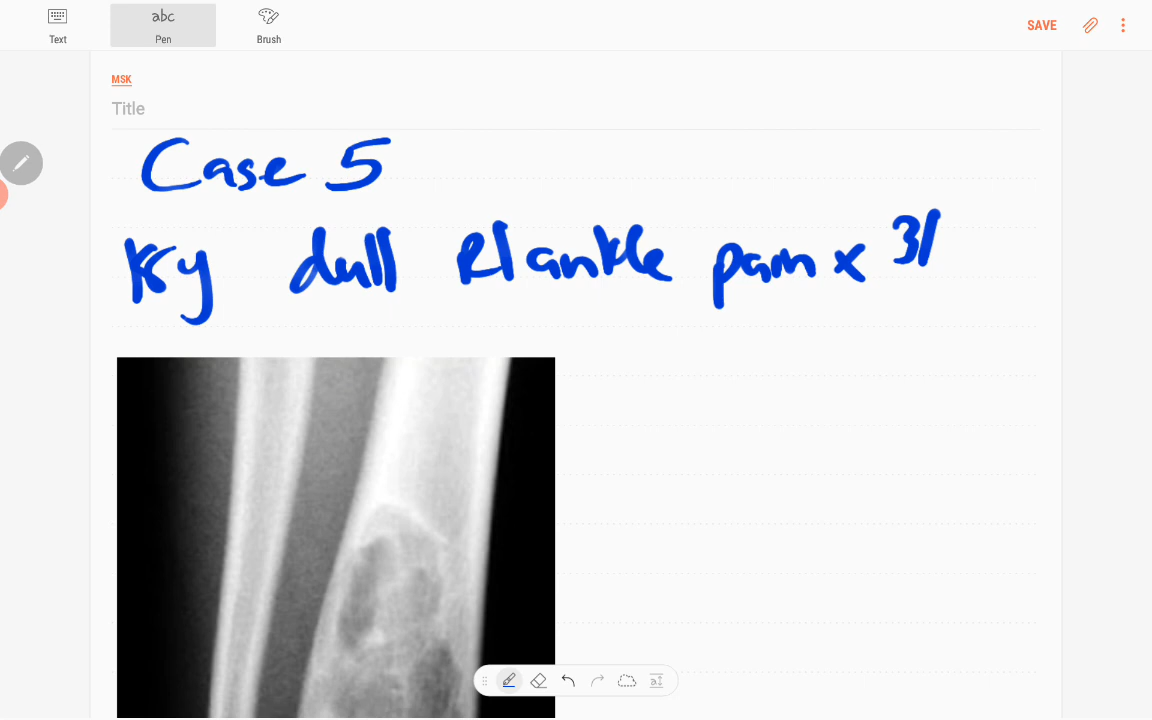 Text
abc
Pen
Brush
SAVE
MSK
Title
Case 5
dull R ankle pain x 3/